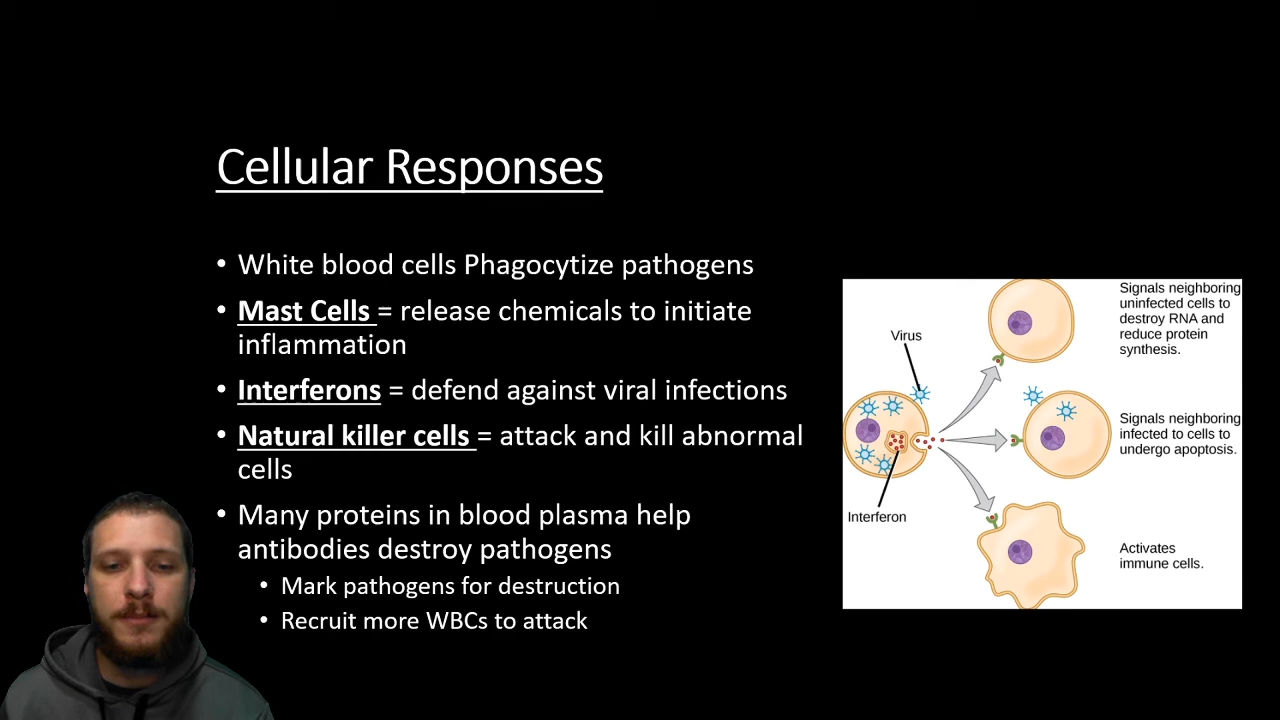 Cellular Responses
• White blood cells Phagocytize pathogens
• Mast Cells = release chemicals to initiate
inflammation
• Interferons = defend against viral infections
• Natural killer cells = attack and kill abnormal
cells
• Many proteins in blood plasma help
antibodies destroy pathogens
• Mark pathogens for destruction
• Recruit more WBCs to attack
Virus
Interferon
Signals neighboring
uninfected cells to
destroy RNA and
reduce protein
synthesis.
Signals neighboring
infected to cells to
undergo apoptosis.
Activates
immune cells.